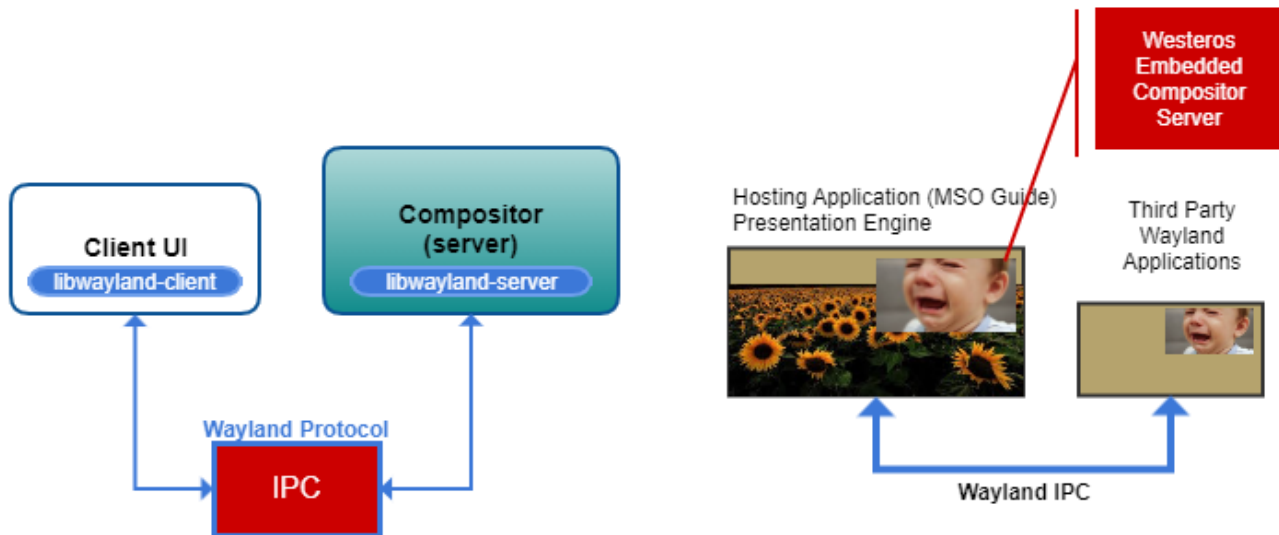 Client UI
libwayland-client
Compositor
(server)
libwayland-server
Wayland Protocol
IPC
Westeros
Embedded
Compositor
Server
Hosting Application (MSO Guide)
Presentation Engine
Third Party
Wayland
Applications
Wayland IPC